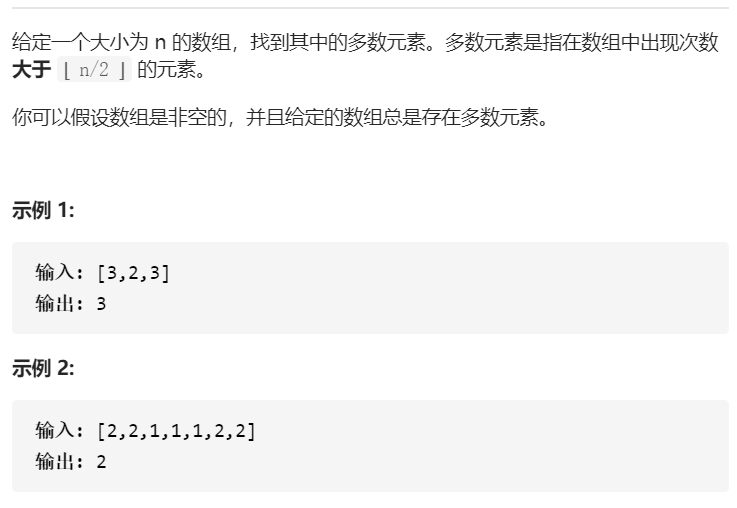 给定一个大小为 n 的数组，找到其中的多数元素。多数元素是指在数组中出现次数
大于 ⌊ n/2 ⌋ 的元素。
你可以假设数组是非空的，并且给定的数组总是存在多数元素。
示例 1:
输入: [3,2,3]
输出: 3
示例 2:
输入: [2,2,1,1,1,2,2]
输出: 2